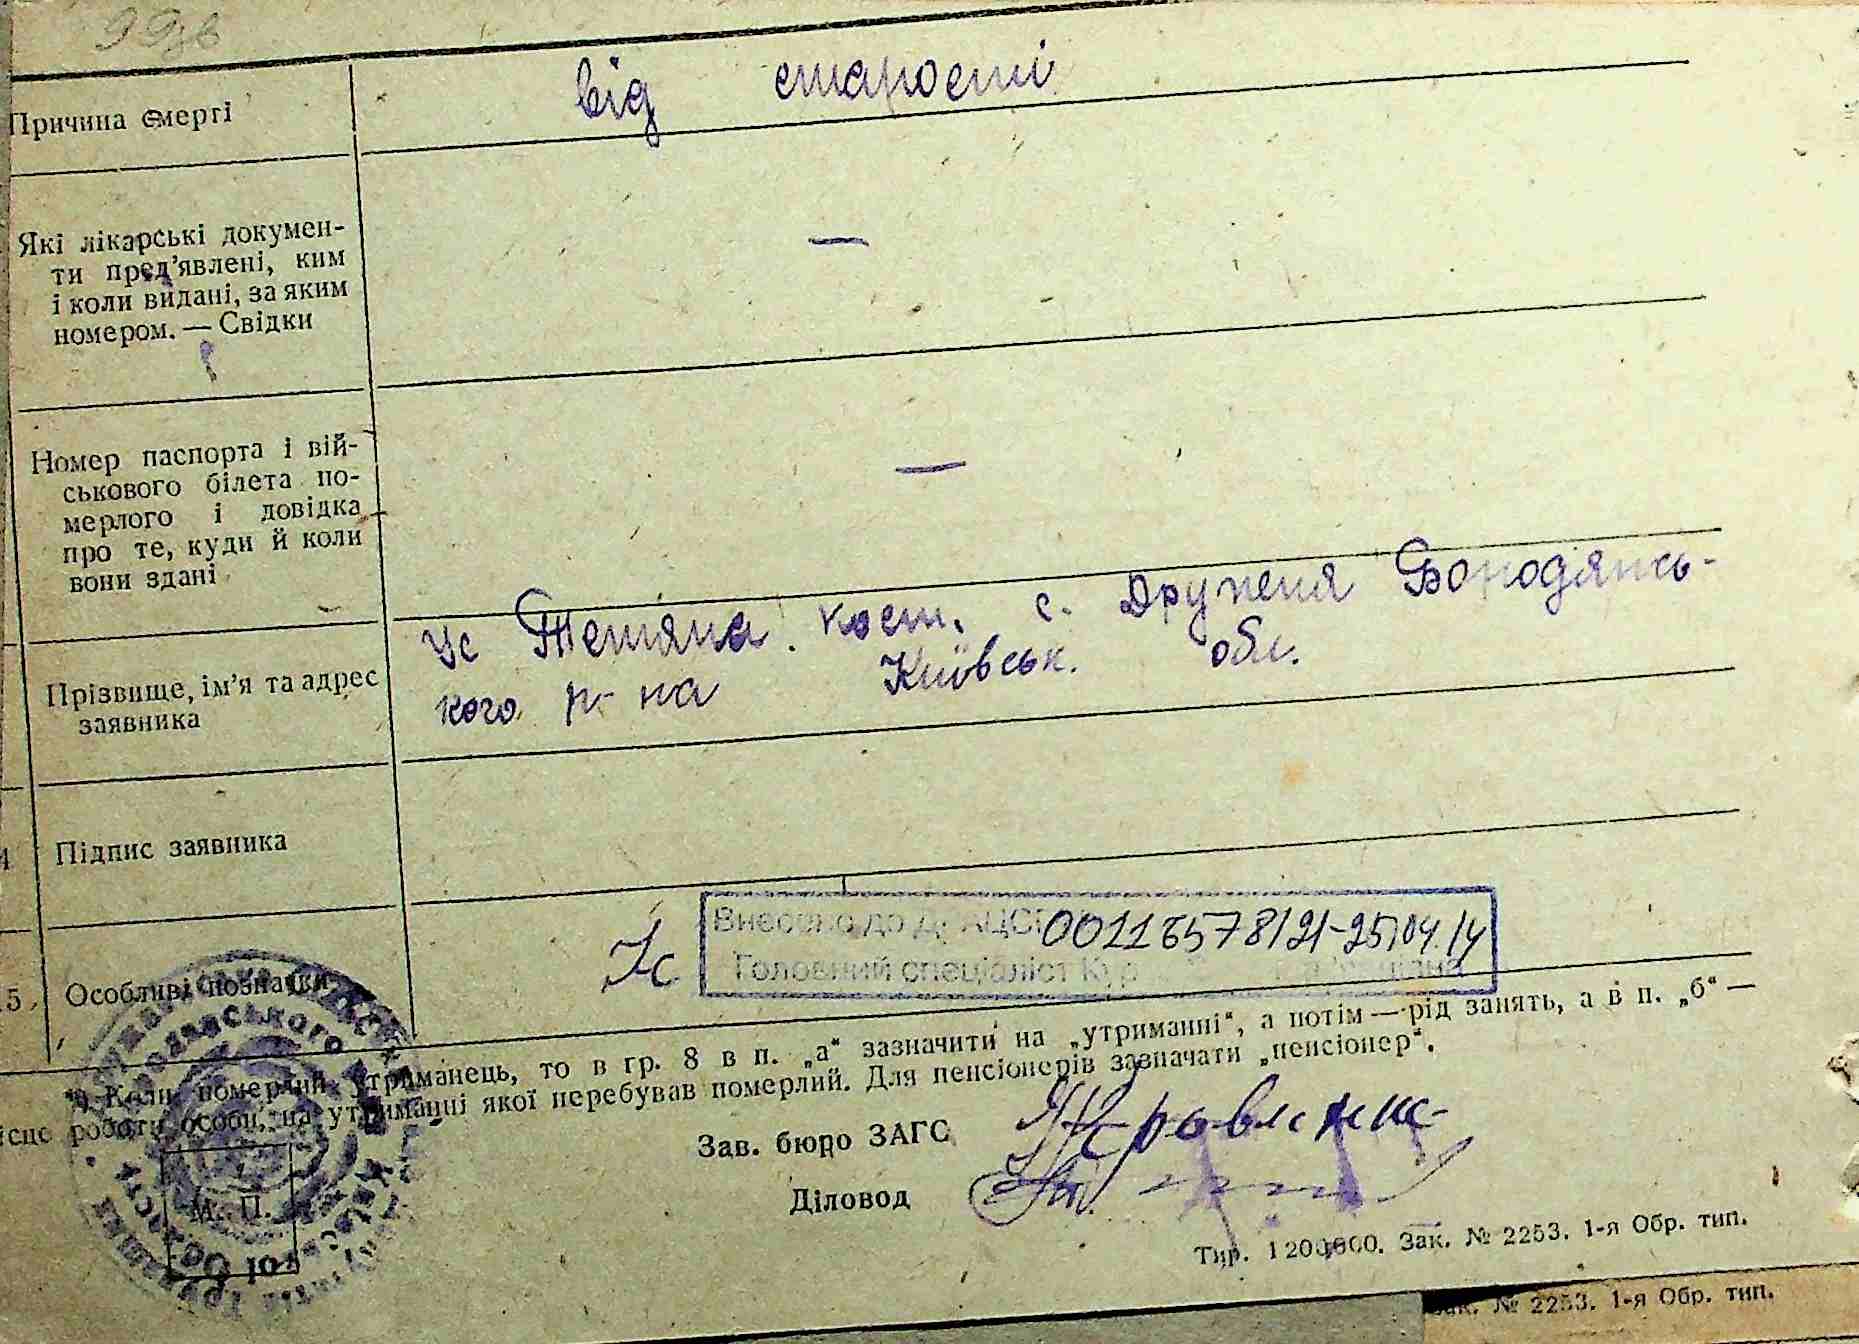 Причина смерті
від старості
Які лікарські докумен-
ти пред'явлені, ким
і коли видані, за яким
номером. — Свідки
—
Номер паспорта і вій-
ськового білета по-
мерлого і довідка
про те, куди й коли
вони здані
—
Прізвище, ім'я та адрес
заявника
Ус Тетяна кост. с. Дружня Бородянсь-
кого р-на Київськ. обл.
4 Підпис заявника
5 Особливі позначки
Ус
Внесено до 00116578121-25.04.14
Головний спеціаліст
*) Коли померлий утриманець, то в гр. 8 в п. „а“ зазначити на „утриманні“, а потім — рід занять, а в п. „б“ —
місце роботи особи, на утриманні якої перебував померлий. Для пенсіонерів зазначати „пенсіонер“.
Зав. бюро ЗАГС
Діловод
М. П.
Тир. 1200000. Зак. № 2253. 1-я Обр. тип.
Зак. № 2253. 1-я Обр. тип.